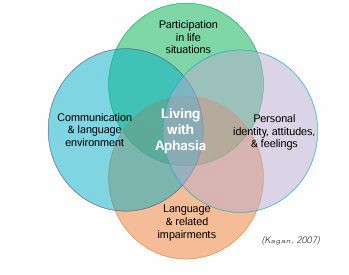 Participation
in life
situations
Communication
& language
environment
Living
with
Aphasia
Personal
identity, attitudes,
& feelings
Language
& related
impairments
(Kagan, 2007)